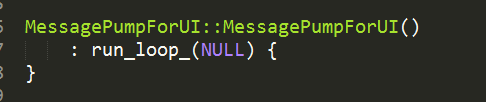 MessagePumpForUI::MessagePumpForUI()
    : run_loop_(NULL) {
}